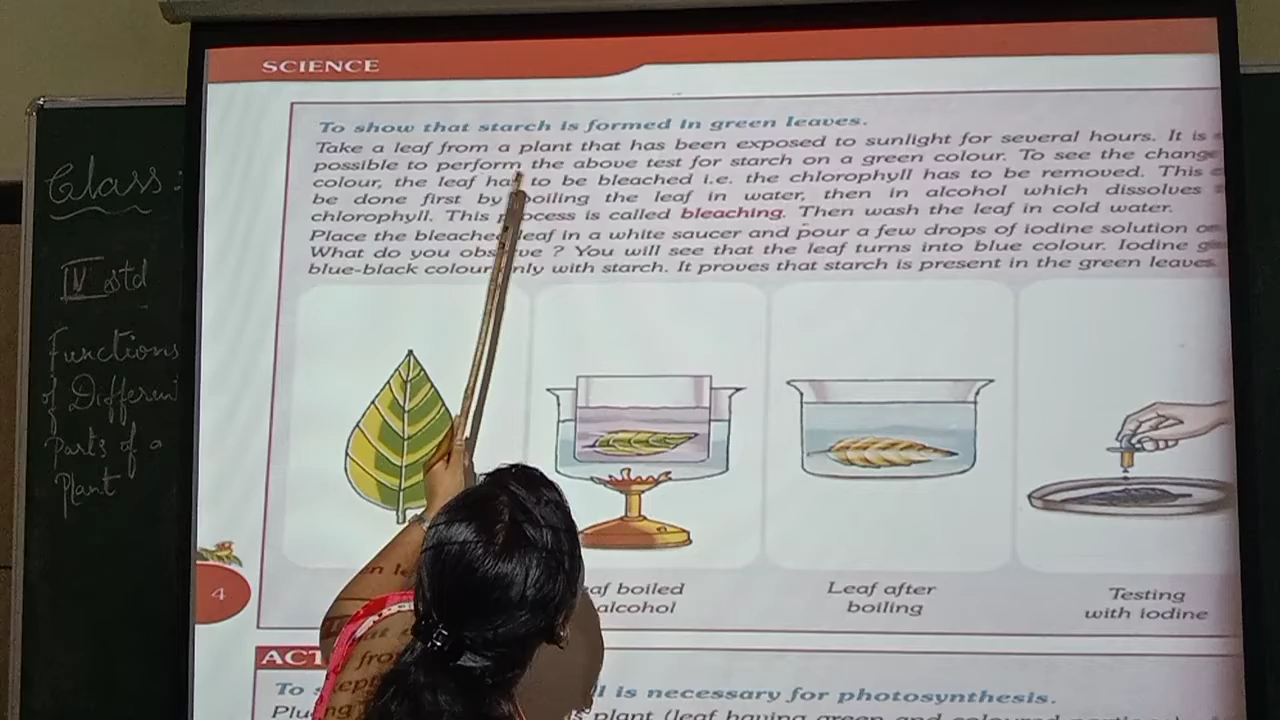 SCIENCE
To show that starch is formed in green leaves.
Take a leaf from a plant that has been exposed to sunlight for several hours. It is
possible to perform the above test for starch on a green colour. To see the change
colour, the leaf has to be bleached i.e. the chlorophyll has to be removed. This
be done first by boiling the leaf in water, then in alcohol which dissolves
chlorophyll. This process is called bleaching. Then wash the leaf in cold water.
Place the bleached leaf in a white saucer and pour a few drops of iodine solution
What do you observe ? You will see that the leaf turns into blue colour. Iodine
blue-black colour only with starch. It proves that starch is present in the green leaves
boiled
alcohol
Leaf after
boiling
Testing
with iodine
4
To is necessary for photosynthesis.
plant (leaf having green and coloured
Class:
IV std
Functions
of Different
Parts of a
Plant